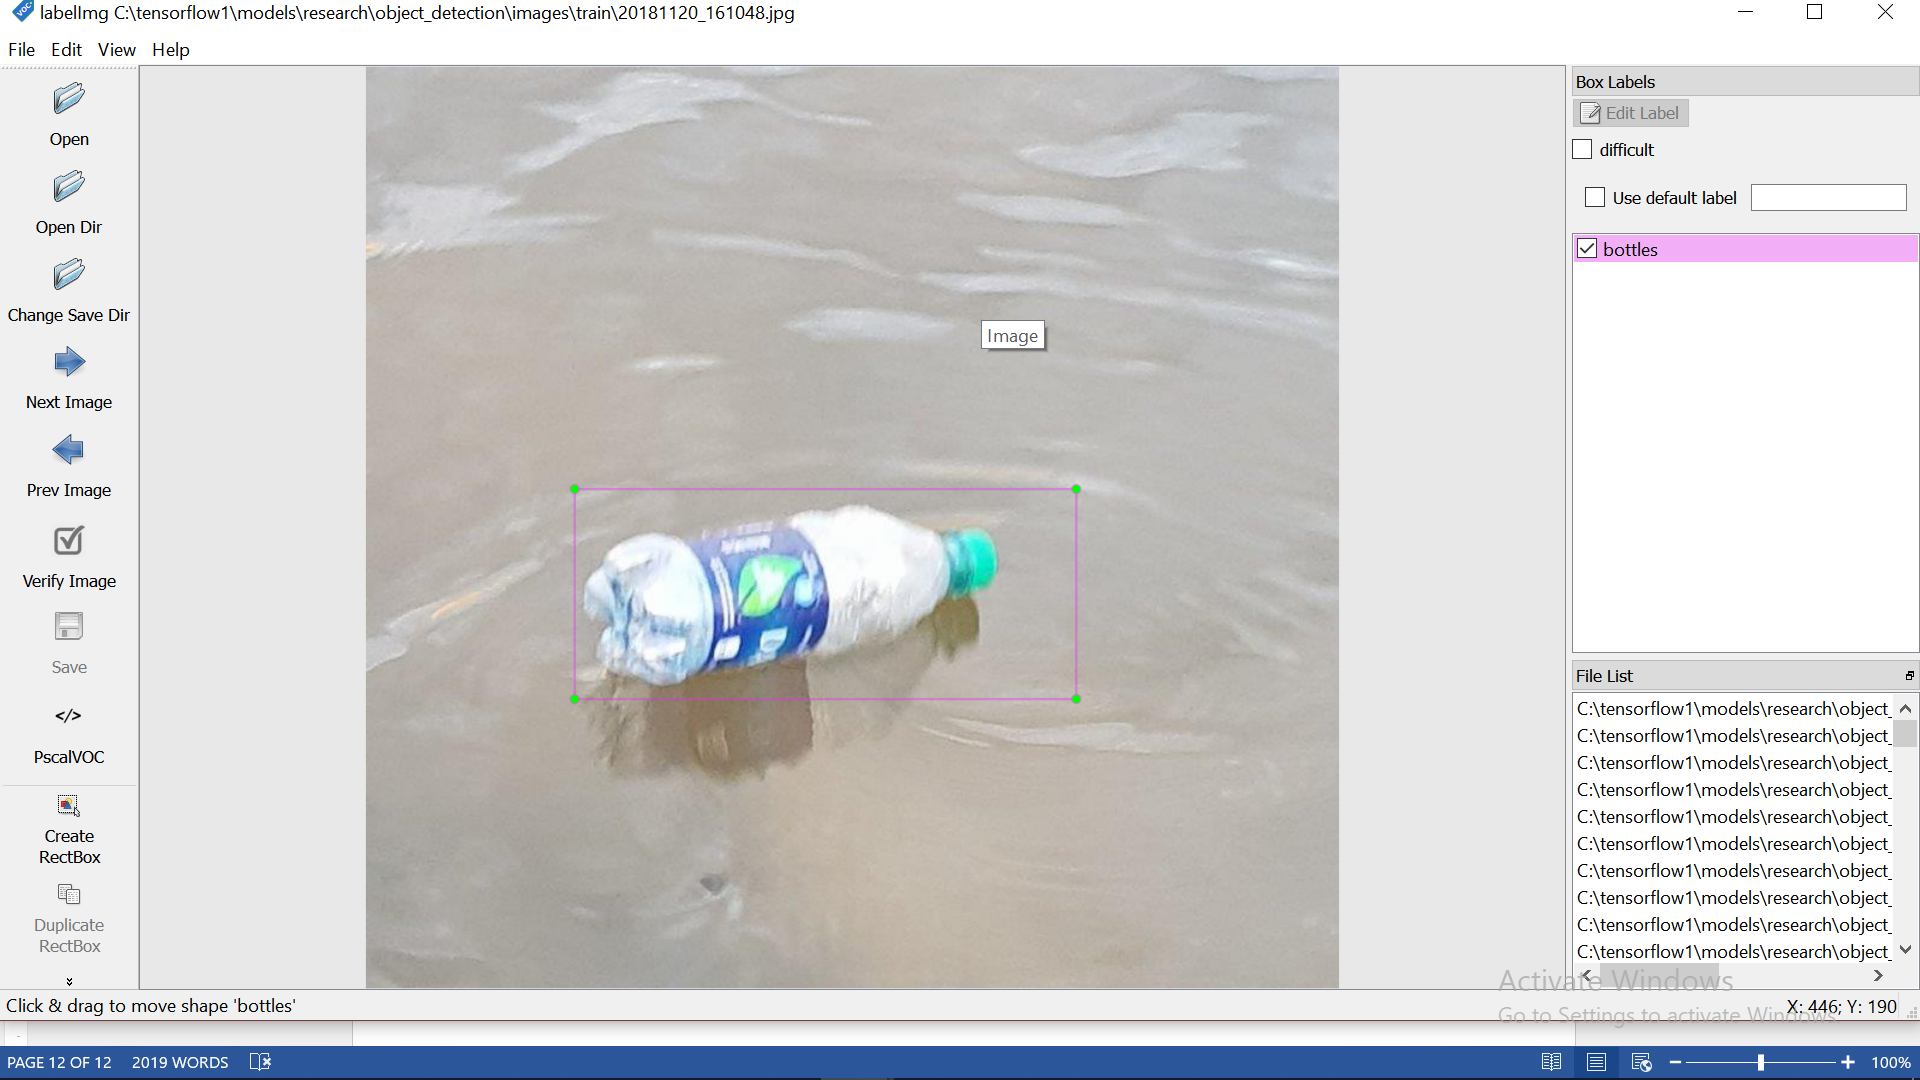 labelImg C:\tensorflow1\models\research\object_detection\images\train\20181120_161048.jpg
File Edit View Help
Open
Open Dir
Change Save Dir
Next Image
Prev Image
Verify Image
Save
</>
PscalVOC
Create
RectBox
Duplicate
RectBox
Image
Box Labels
Edit Label
difficult
Use default label
bottles
File List
C:\tensorflow1\models\research\object_
C:\tensorflow1\models\research\object_
C:\tensorflow1\models\research\object_
C:\tensorflow1\models\research\object_
C:\tensorflow1\models\research\object_
C:\tensorflow1\models\research\object_
C:\tensorflow1\models\research\object_
C:\tensorflow1\models\research\object_
C:\tensorflow1\models\research\object_
C:\tensorflow1\models\research\object_
Activate Windows
Go to Settings to activate Windows.
Click & drag to move shape 'bottles'
X: 446; Y: 190
PAGE 12 OF 12 2019 WORDS
100%